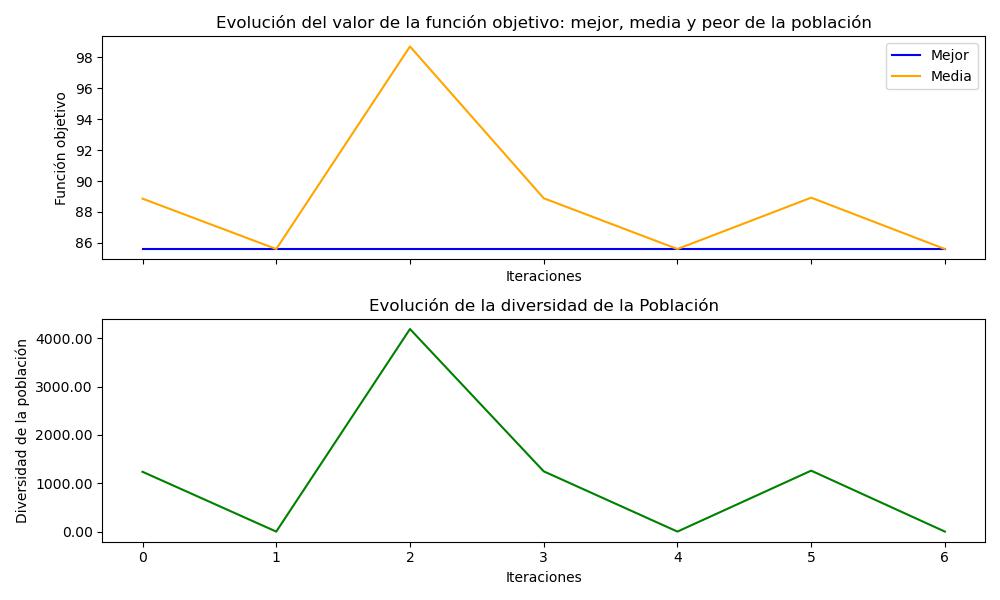 Evolución del valor de la función objetivo: mejor, media y peor de la población
Función objetivo
98
96
94
92
90
88
86
Mejor
Media
Iteraciones
Evolución de la diversidad de la Población
Diversidad de la población
4000.00
3000.00
2000.00
1000.00
0.00
0 1 2 3 4 5 6
Iteraciones